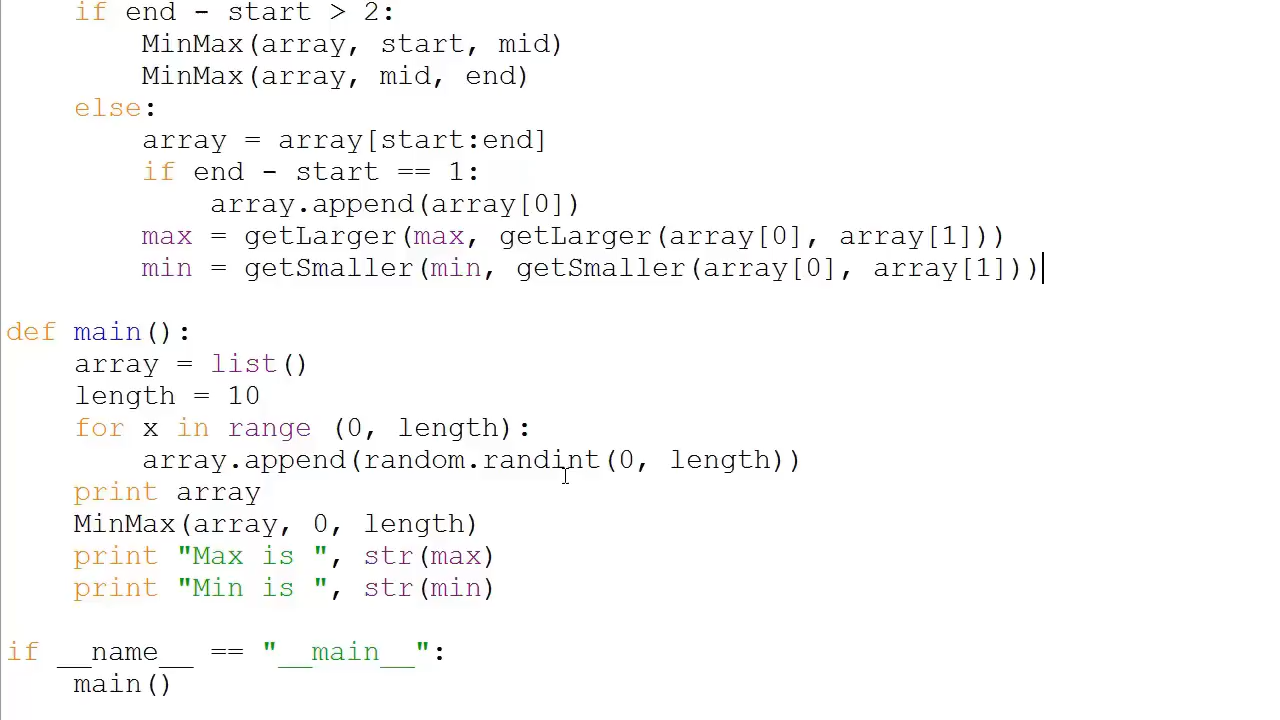 if end - start > 2:
MinMax(array, start, mid)
MinMax(array, mid, end)
else:
array = array[start:end]
if end - start == 1:
array.append(array[0])
max = getLarger(max, getLarger(array[0], array[1]))
min = getSmaller(min, getSmaller(array[0], array[1]))
def main():
array = list()
length = 10
for x in range (0, length):
array.append(random.randint(0, length))
print array
MinMax(array, 0, length)
print "Max is ", str(max)
print "Min is ", str(min)
if __name__ == "__main__":
main()